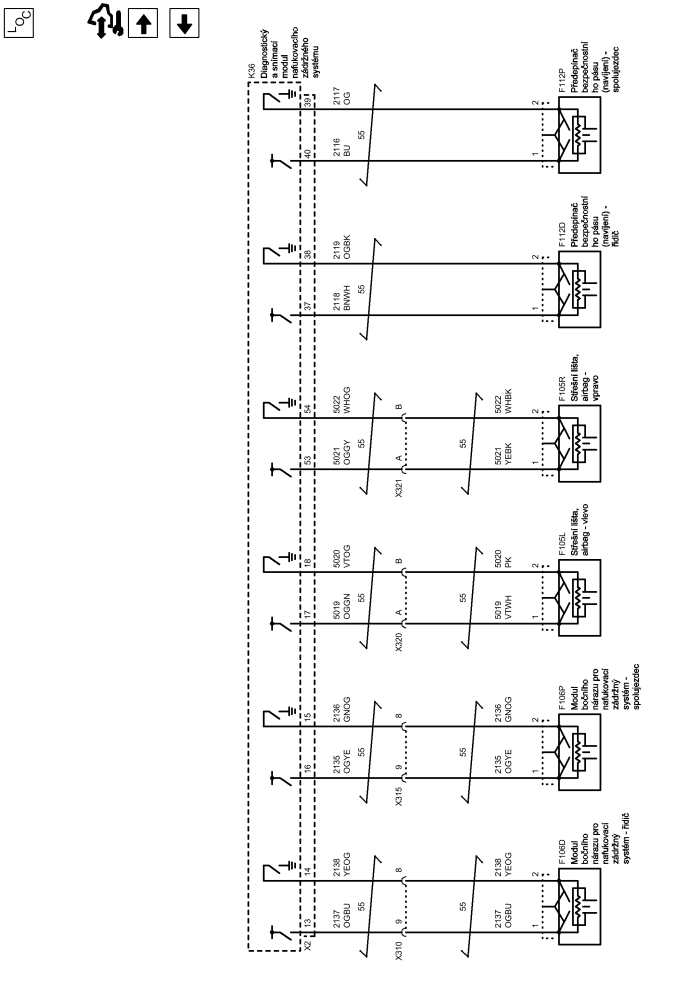 LOC
K36
Diagnostický
a snímací
modul
nafukovacího
zádržného
systému
X2
13
14
16
15
17
18
53
54
37
38
40
39
2137
OGBU
2138
YEOG
2135
OGYE
2136
GNOG
5019
OGGN
5020
VTOG
5021
OGGY
5022
WHOG
2118
BNWH
2119
OGBK
2116
BU
2117
OG
55
55
55
55
55
55
X310
9
8
X315
9
8
X320
A
B
X321
A
B
55
55
55
55
2137
OGBU
2138
YEOG
2135
OGYE
2136
GNOG
5019
VTWH
5020
PK
5021
YEBK
5022
WHBK
1
2
1
2
1
2
1
2
1
2
1
2
F106D
Modul
bočního
nárazu pro
nafukovací
zádržný
systém - řidič
F106P
Modul
bočního
nárazu pro
nafukovací
zádržný
systém -
spolujezdec
F105L
Střešní lišta,
airbag - vlevo
F105R
Střešní lišta,
airbag -
vpravo
F112D
Předepínač
bezpečnostní
ho pásu
(navíjení) -
řidič
F112P
Předepínač
bezpečnostní
ho pásu
(navíjení) -
spolujezdec